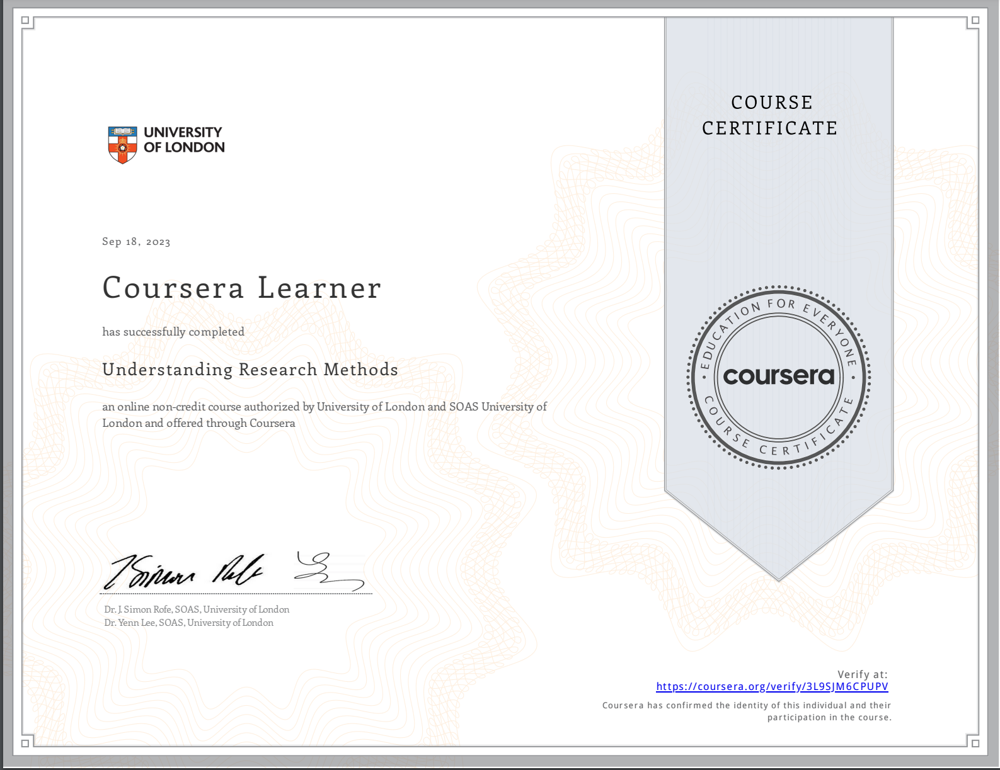 COURSE
CERTIFICATE
UNIVERSITY
OF LONDON
Sep 18, 2023
Coursera Learner
has successfully completed
Understanding Research Methods
an online non-credit course authorized by University of London and SOAS University of
London and offered through Coursera
EDUCATION FOR EVERYONE
coursera
COURSE CERTIFICATE
J Simon Rofe
Dr. J. Simon Rofe, SOAS, University of London
Dr. Yenn Lee, SOAS, University of London
Verify at:
https://coursera.org/verify/3L9SJM6CPUPV
Coursera has confirmed the identity of this individual and their
participation in the course.